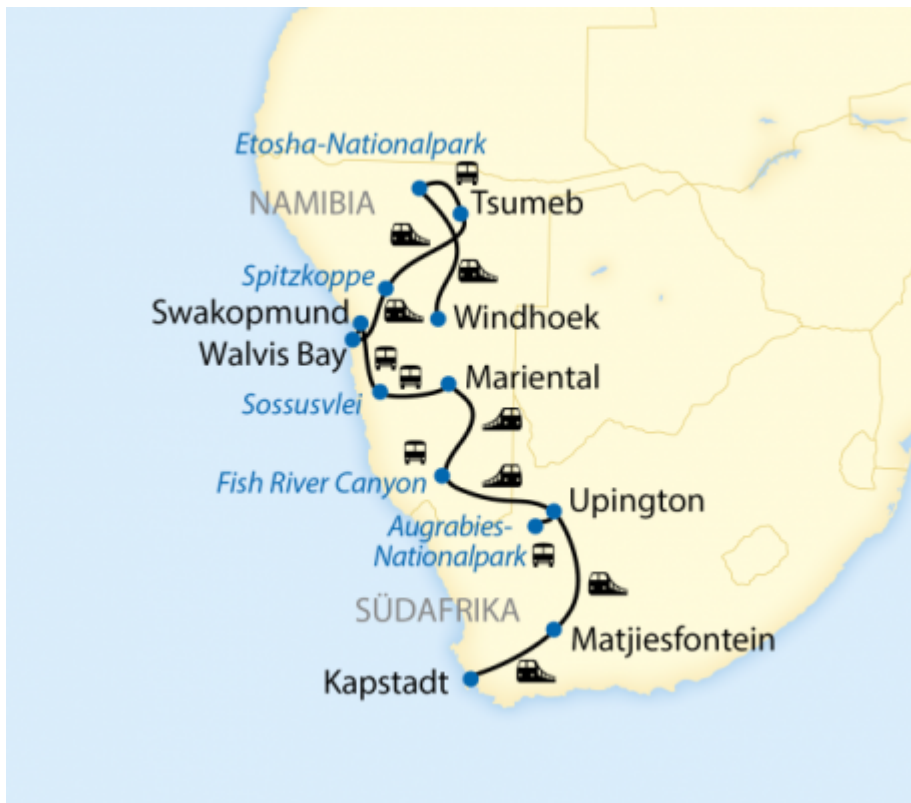 Etosha-Nationalpark
NAMIBIA
Tsumeb
Spitzkoppe
Swakopmund
Windhoek
Walvis Bay
Mariental
Sossusvlei
Fish River Canyon
Upington
Augrabies-
Nationalpark
SÜDAFRIKA
Matjiesfontein
Kapstadt